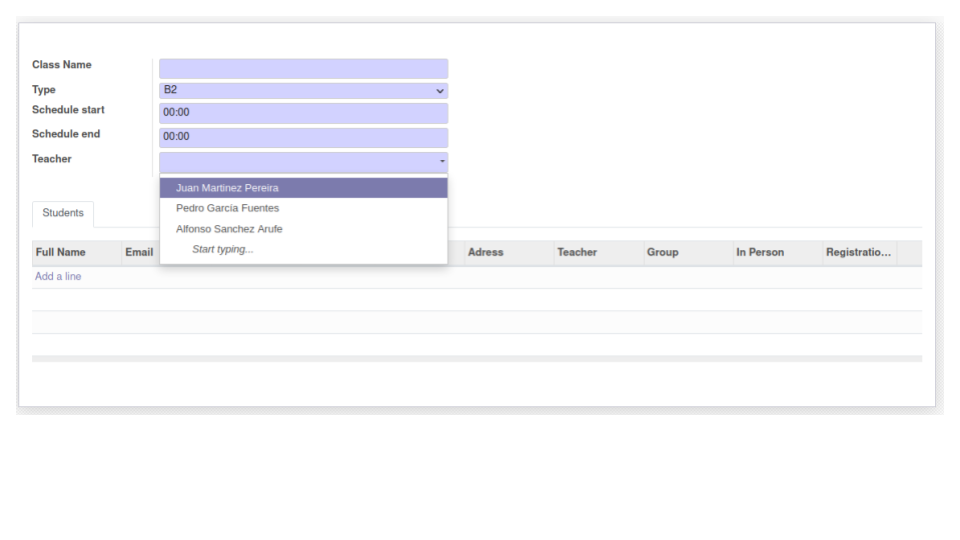 Class Name
Type B2
Schedule start 00:00
Schedule end 00:00
Teacher
Juan Martinez Pereira
Pedro García Fuentes
Alfonso Sanchez Arufe
Start typing...
Students
Full Name Email Adress Teacher Group In Person Registratio...
Add a line